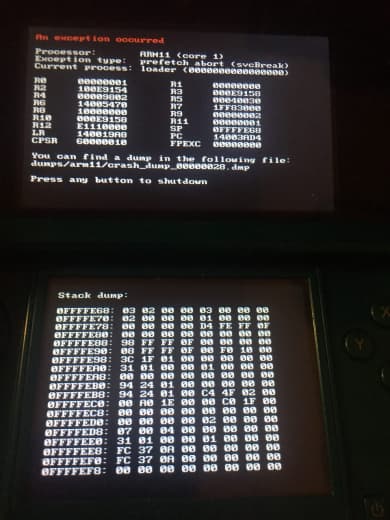 An exception occurred
Processor: ARM11 (core 1)
Exception type: prefetch abort (svcBreak)
Current process: loader (0000000000000000)
R0 00000001 R1 00000000
R2 100E9154 R3 000E9158
R4 00009802 R5 00040030
R6 14005470 R7 1FF83000
R8 10000000 R9 00000002
R10 000E9158 R11 00000001
R12 E1110000 SP 0FFFFE68
LR 140019A8 PC 14003AD4
CPSR 60000010 FPEXC 00000000
You can find a dump in the following file:
dumps/arm11/crash_dump_00000028.dmp
Press any button to shutdown
Stack dump:
0FFFFE68: 03 02 00 00 03 00 00 00
0FFFFE70: 02 00 00 00 01 00 00 00
0FFFFE78: 00 00 00 00 D4 FE FF 0F
0FFFFE80: 00 00 00 00 00 00 00 00
0FFFFE88: 98 FF FF 0F 00 00 00 00
0FFFFE90: 08 FF FF 0F 00 F0 10 00
0FFFFE98: 3C 1F 01 00 00 00 00 00
0FFFFEA0: 31 01 00 00 01 00 00 00
0FFFFEA8: 00 00 00 00 00 00 00 00
0FFFFEB0: 94 24 01 00 00 00 00 00
0FFFFEB8: 94 24 01 00 C4 4F 02 00
0FFFFEC0: 00 A0 1E 00 00 C0 1F 00
0FFFFEC8: 00 00 00 00 00 00 00 00
0FFFFED0: 00 00 00 00 02 00 00 00
0FFFFED8: 07 00 04 00 00 00 00 00
0FFFFEE0: 31 01 00 00 01 00 00 00
0FFFFEE8: FC 37 0A 00 00 00 00 00
0FFFFEF0: FC 37 0A 00 00 00 00 00
0FFFFEF8: 00 00 00 00 00 00 00 00
X
Y